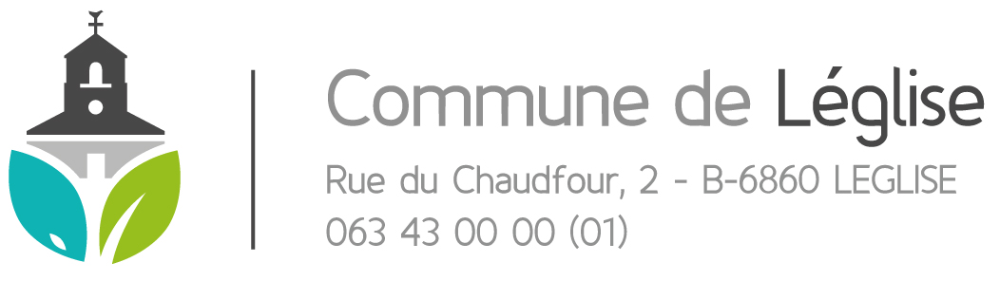 Commune de Léglise
Rue du Chaudfour, 2 - B-6860 LEGLISE
063 43 00 00 (01)